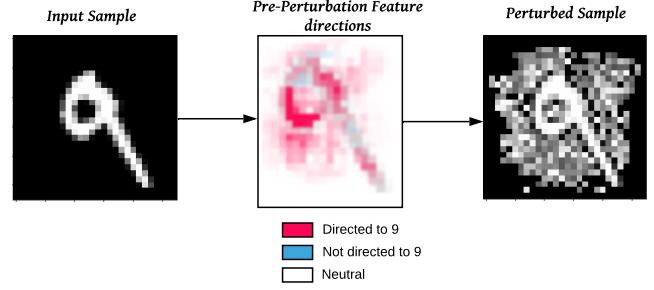 Input Sample
Pre-Perturbation Feature
directions
Perturbed Sample
Directed to 9
Not directed to 9
Neutral